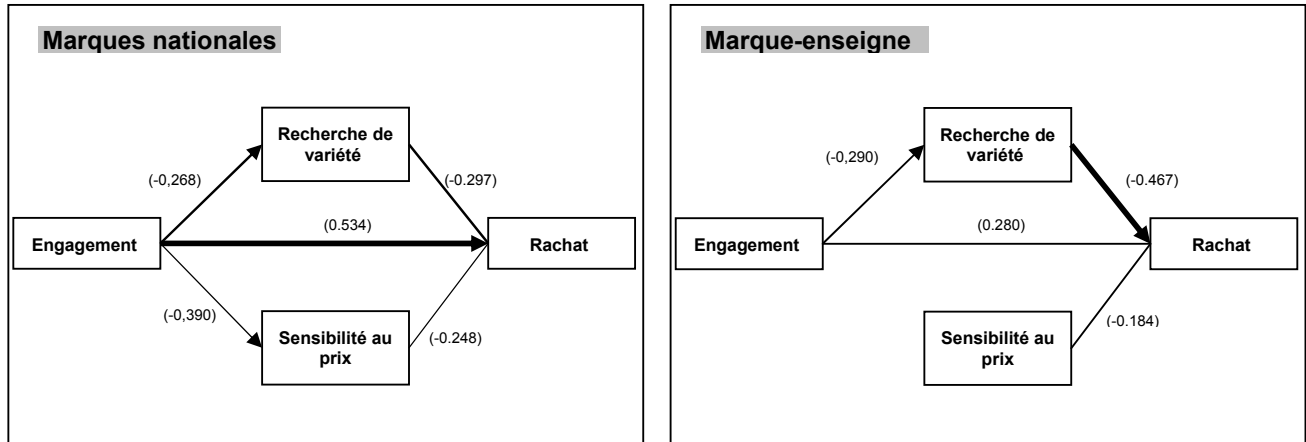 Marques nationales
Recherche de
variété
(-0,268)
(-0.297)
(0.534)
Engagement
Rachat
(-0,390)
(-0.248)
Sensibilité au
prix
Marque-enseigne
Recherche de
variété
(-0,290)
(-0.467)
(0.280)
Engagement
Rachat
(-0.184)
Sensibilité au
prix